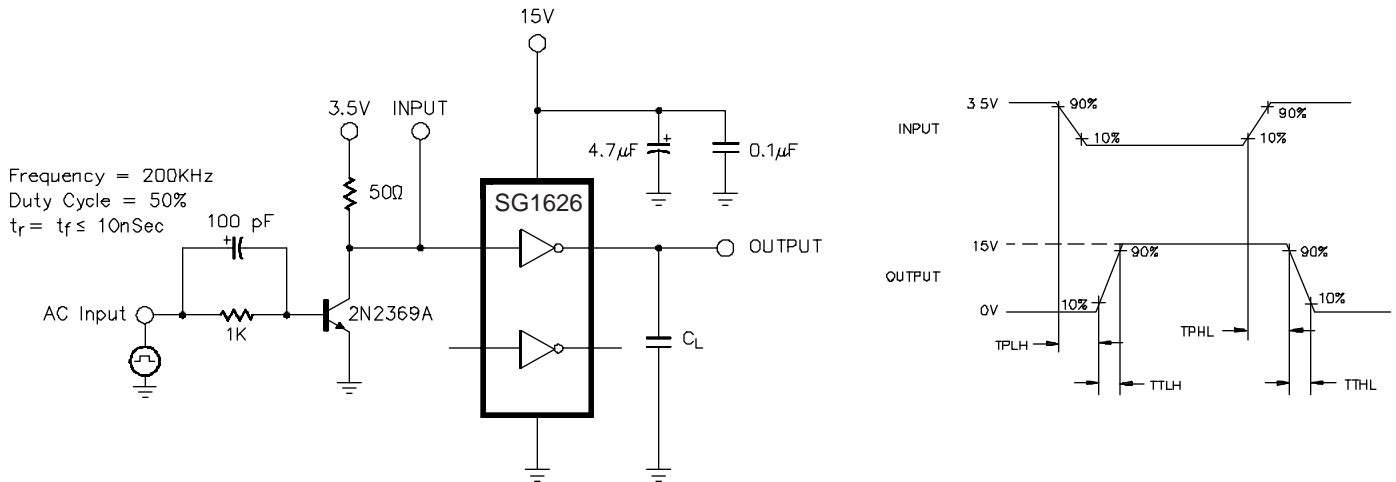 15V
3.5V INPUT
4.7µF
0.1µF
Frequency = 200KHz
Duty Cycle = 50%
tr = tf ≤ 10nSec
100 pF
+
50Ω
+
SG1626
OUTPUT
AC Input
1K
2N2369A
CL
INPUT
3.5V
90%
10%
90%
10%
OUTPUT
15V
0V
90%
10%
90%
10%
TPLH
TPHL
TTLH
TTHL